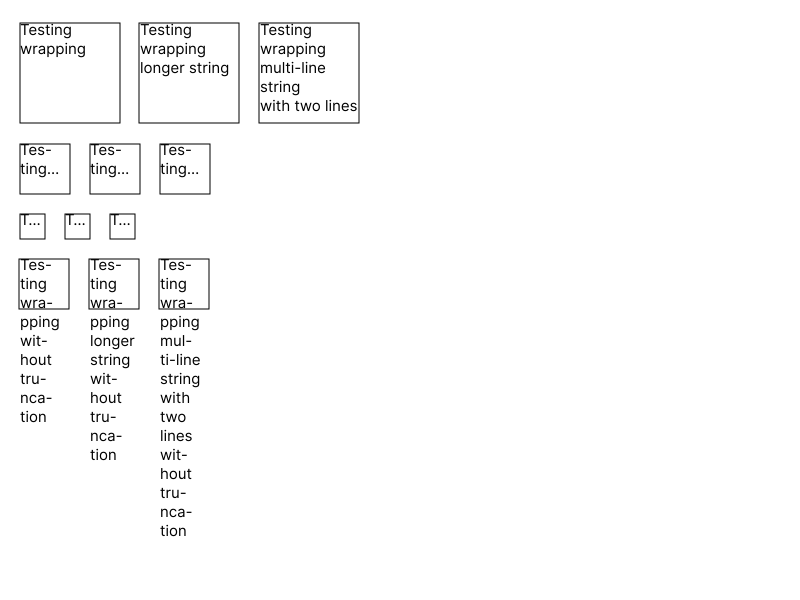 Testing
wrapping
Testing
wrapping
longer string
Testing
wrapping
multi-line
string
with two lines
Tes-
ting...
Tes-
ting...
Tes-
ting...
T...
T...
T...
Tes-
ting
wra-
pping
wit-
hout
tru-
nca-
tion
Tes-
ting
wra-
pping
longer
string
wit-
hout
tru-
nca-
tion
Tes-
ting
wra-
pping
mul-
ti-line
string
with
two
lines
wit-
hout
tru-
nca-
tion